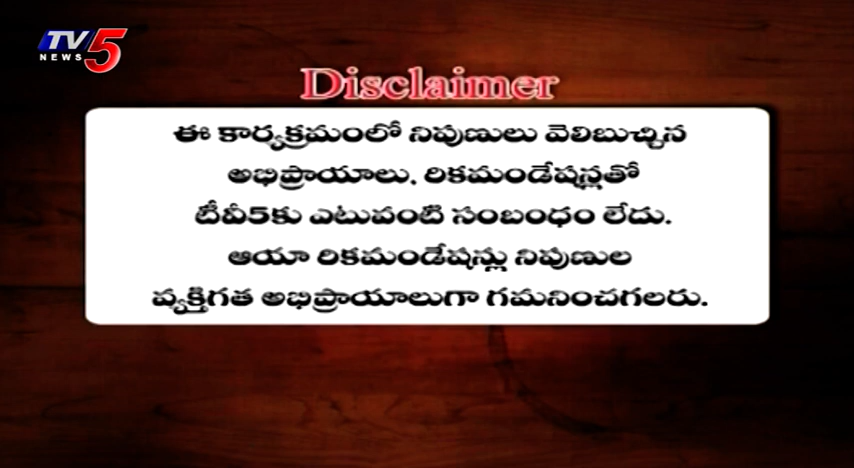 TV5
NEWS
Disclaimer
ఈ కార్యక్రమంలో నిపుణులు వెలిబుచ్చిన
అభిప్రాయాలు, రికమండేషన్లతో
టీవీ5కు ఎటువంటి సంబంధం లేదు.
ఆయా రికమండేషన్లు నిపుణుల
వ్యక్తిగత అభిప్రాయాలుగా గమనించగలరు.